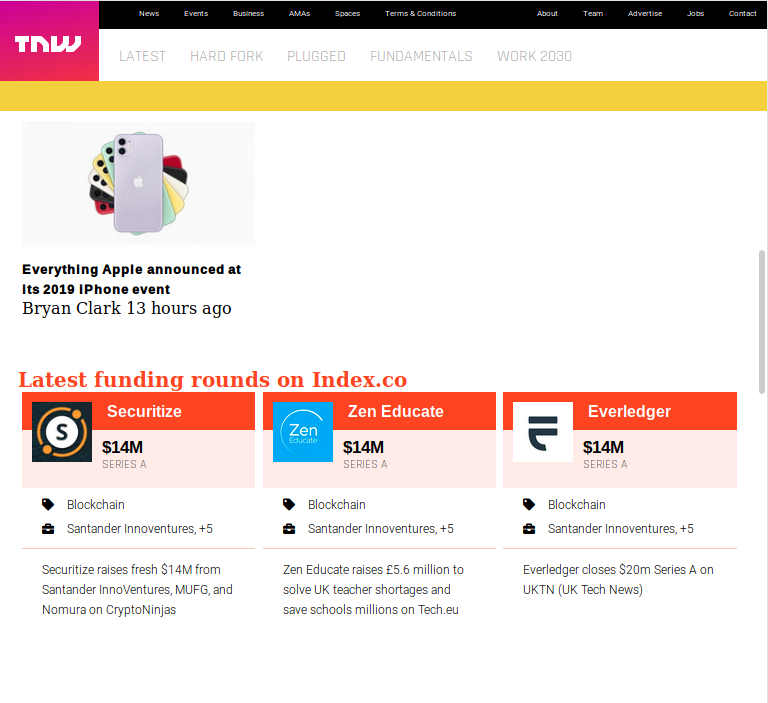 News Events Business AMAs Spaces Terms & Conditions About Team Advertise Jobs Contact
TNW
LATEST HARD FORK PLUGGED FUNDAMENTALS WORK 2030
Everything Apple announced at
its 2019 iPhone event
Bryan Clark 13 hours ago
Latest funding rounds on Index.co
S
Securitize
$14M
SERIES A
Blockchain
Santander Innoventures, +5
Securitize raises fresh $14M from
Santander InnoVentures, MUFG, and
Nomura on CryptoNinjas
Zen
Educate
Zen Educate
$14M
SERIES A
Blockchain
Santander Innoventures, +5
Zen Educate raises £5.6 million to
solve UK teacher shortages and
save schools millions on Tech.eu
Everledger
$14M
SERIES A
Blockchain
Santander Innoventures, +5
Everledger closes $20m Series A on
UKTN (UK Tech News)